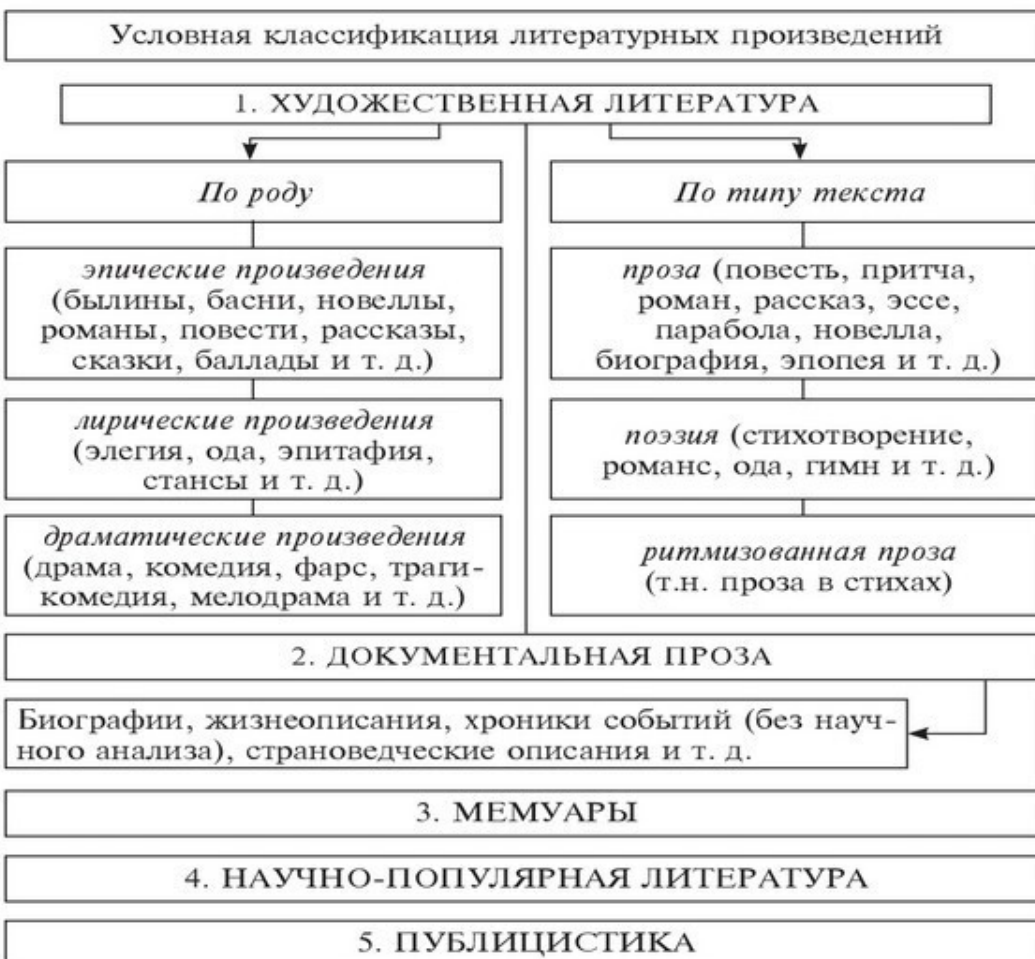 Условная классификация литературных произведений
1. ХУДОЖЕСТВЕННАЯ ЛИТЕРАТУРА
По роду
По типу текста
эпические произведения
(былины, басни, новеллы,
романы, повести, рассказы,
сказки, баллады и т. д.)
проза (повесть, притча,
роман, рассказ, эссе,
парабола, новелла,
биография, эпопея и т. д.)
лирические произведения
(элегия, ода, эпитафия,
стансы и т. д.)
поэзия (стихотворение,
романс, ода, гимн и т. д.)
драматические произведения
(драма, комедия, фарс, траги-
комедия, мелодрама и т. д.)
ритмизованная проза
(т.н. проза в стихах)
2. ДОКУМЕНТАЛЬНАЯ ПРОЗА
Биографии, жизнеописания, хроники событий (без науч-
ного анализа), страноведческие описания и т. д.
3. МЕМУАРЫ
4. НАУЧНО-ПОПУЛЯРНАЯ ЛИТЕРАТУРА
5. ПУБЛИЦИСТИКА